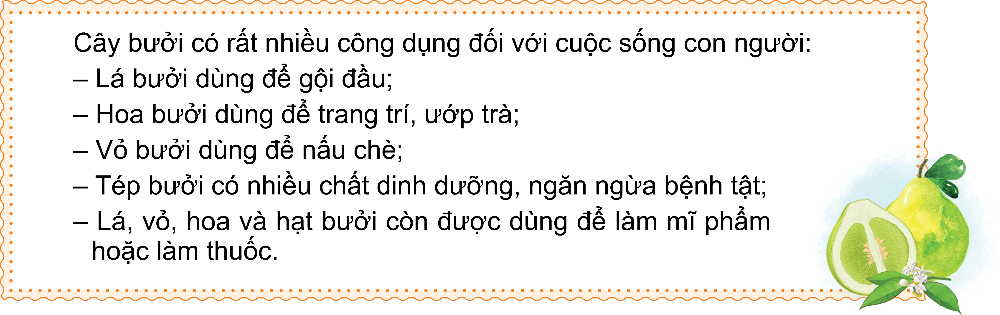 Cây bưởi có rất nhiều công dụng đối với cuộc sống con người:
– Lá bưởi dùng để gội đầu;
– Hoa bưởi dùng để trang trí, ướp trà;
– Vỏ bưởi dùng để nấu chè;
– Tép bưởi có nhiều chất dinh dưỡng, ngăn ngừa bệnh tật;
– Lá, vỏ, hoa và hạt bưởi còn được dùng để làm mĩ phẩm
hoặc làm thuốc.